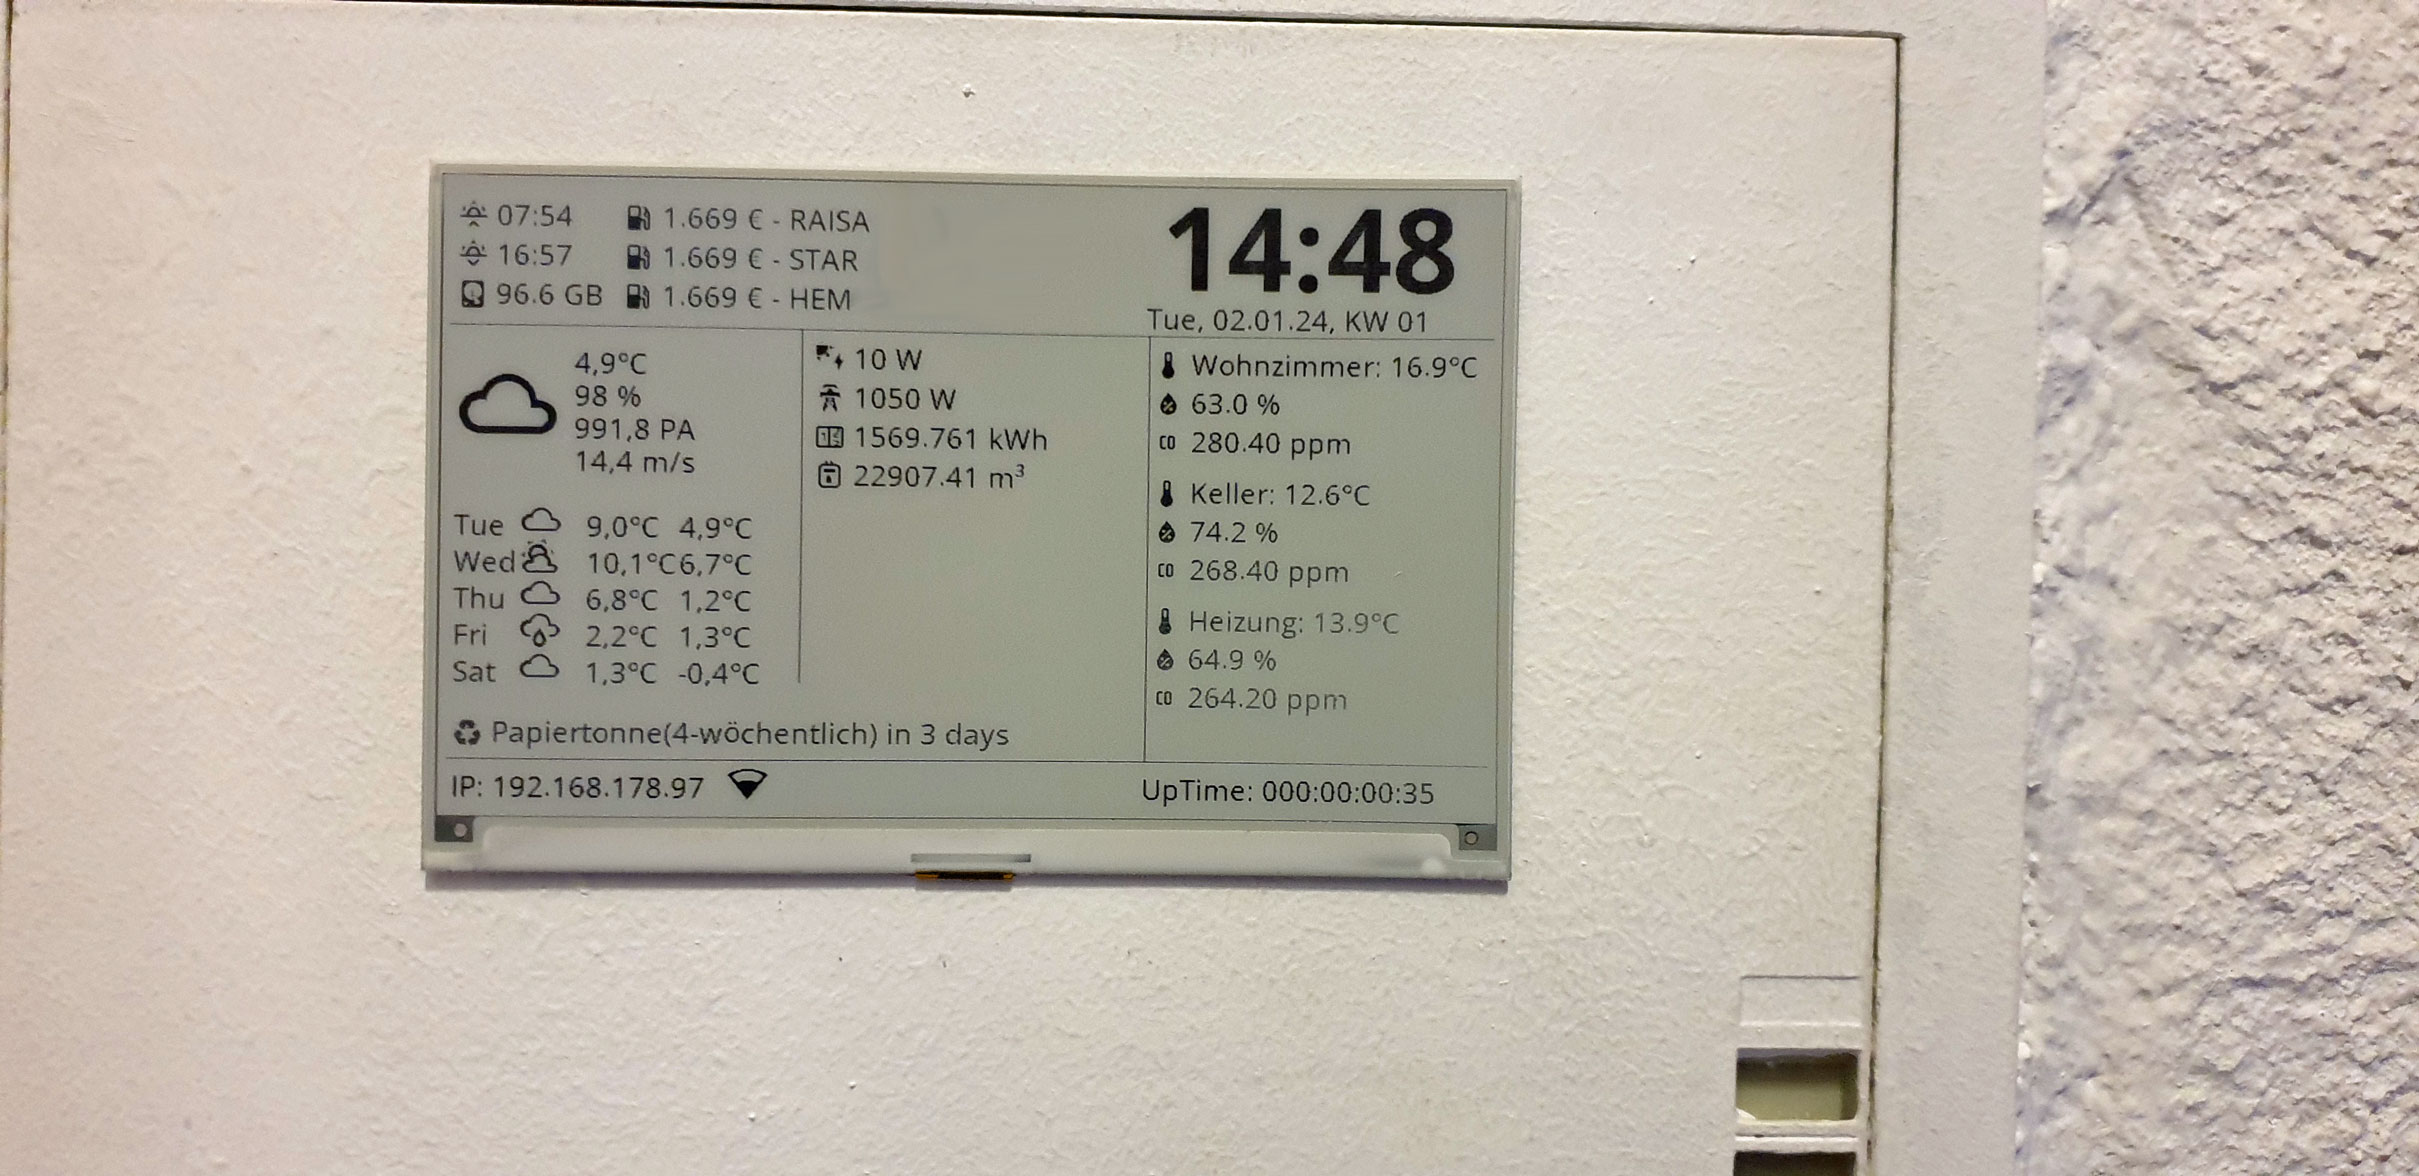 07:54
16:57
96.6 GB
1.669 € - RAISA
1.669 € - STAR
1.669 € - HEM
14:48
Tue, 02.01.24, KW 01
4,9°C
98 %
991,8 PA
14,4 m/s
Tue 9,0°C 4,9°C
Wed 10,1°C 6,7°C
Thu 6,8°C 1,2°C
Fri 2,2°C 1,3°C
Sat 1,3°C -0,4°C
10 W
1050 W
1569.761 kWh
22907.41 m³
Wohnzimmer: 16.9°C
63.0 %
CO 280.40 ppm
Keller: 12.6°C
74.2 %
CO 268.40 ppm
Heizung: 13.9°C
64.9 %
CO 264.20 ppm
Papiertonne(4-wöchentlich) in 3 days
IP: 192.168.178.97
UpTime: 000:00:00:35